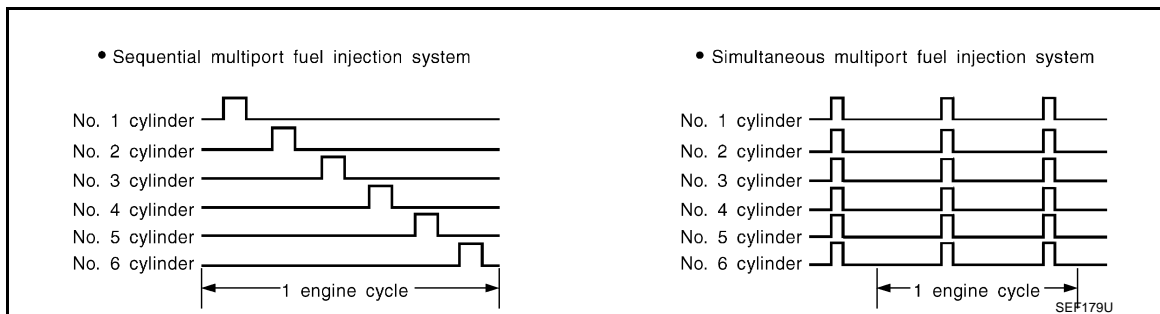 • Sequential multiport fuel injection system
No. 1 cylinder
No. 2 cylinder
No. 3 cylinder
No. 4 cylinder
No. 5 cylinder
No. 6 cylinder
1 engine cycle
• Simultaneous multiport fuel injection system
No. 1 cylinder
No. 2 cylinder
No. 3 cylinder
No. 4 cylinder
No. 5 cylinder
No. 6 cylinder
1 engine cycle
SEF179U